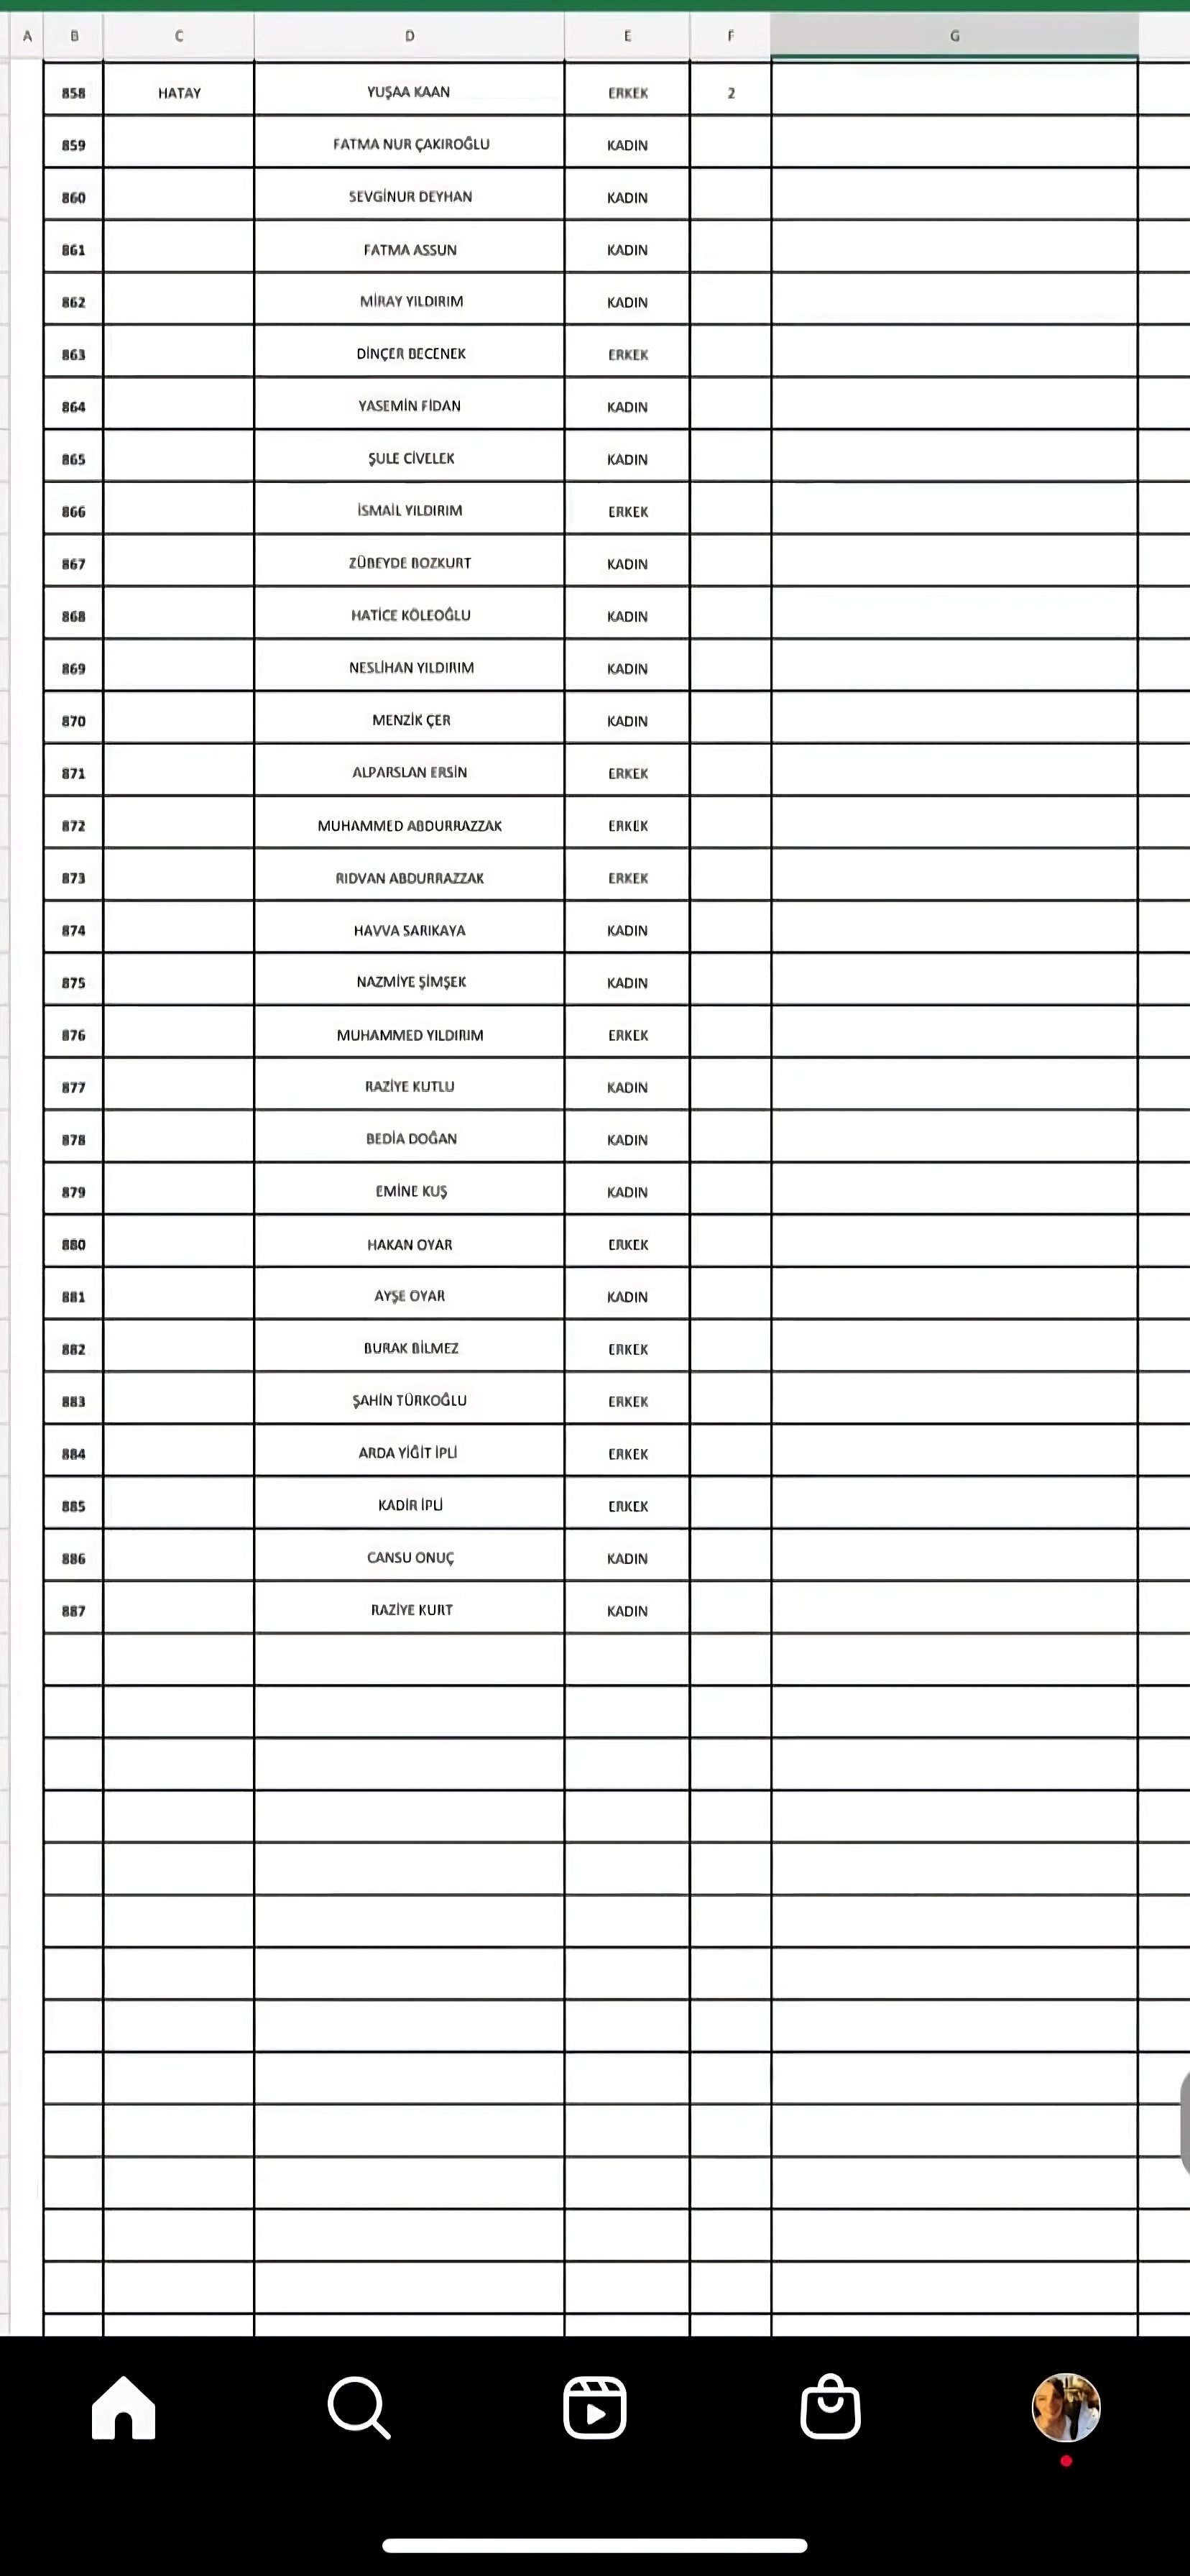 A B C D E F G
858 HATAY YUŞAA KAAN ERKEK 2
859 FATMA NUR ÇAKIROĞLU KADIN
860 SEVGİNUR DEYHAN KADIN
861 FATMA ASSUN KADIN
862 MİRAY YILDIRIM KADIN
863 DİNÇER BECENEK ERKEK
864 YASEMİN FİDAN KADIN
865 ŞULE CİVELEK KADIN
866 İSMAİL YILDIRIM ERKEK
867 ZÜBEYDE BOZKURT KADIN
868 HATİCE KÖLEOĞLU KADIN
869 NESLİHAN YILDIRIM KADIN
870 MENZİK ÇER KADIN
871 ALPARSLAN ERSİN ERKEK
872 MUHAMMED ABDURRAZZAK ERKEK
873 RIDVAN ABDURRAZZAK ERKEK
874 HAVVA SARIKAYA KADIN
875 NAZMİYE ŞİMŞEK KADIN
876 MUHAMMED YILDIRIM ERKEK
877 RAZİYE KUTLU KADIN
878 BEDİA DOĞAN KADIN
879 EMİNE KUŞ KADIN
880 HAKAN OYAR ERKEK
881 AYŞE OYAR KADIN
882 BURAK BİLMEZ ERKEK
883 ŞAHİN TÜRKOĞLU ERKEK
884 ARDA YİĞİT İPLİ ERKEK
885 KADİR İPLİ ERKEK
886 CANSU ONUÇ KADIN
887 RAZİYE KURT KADIN